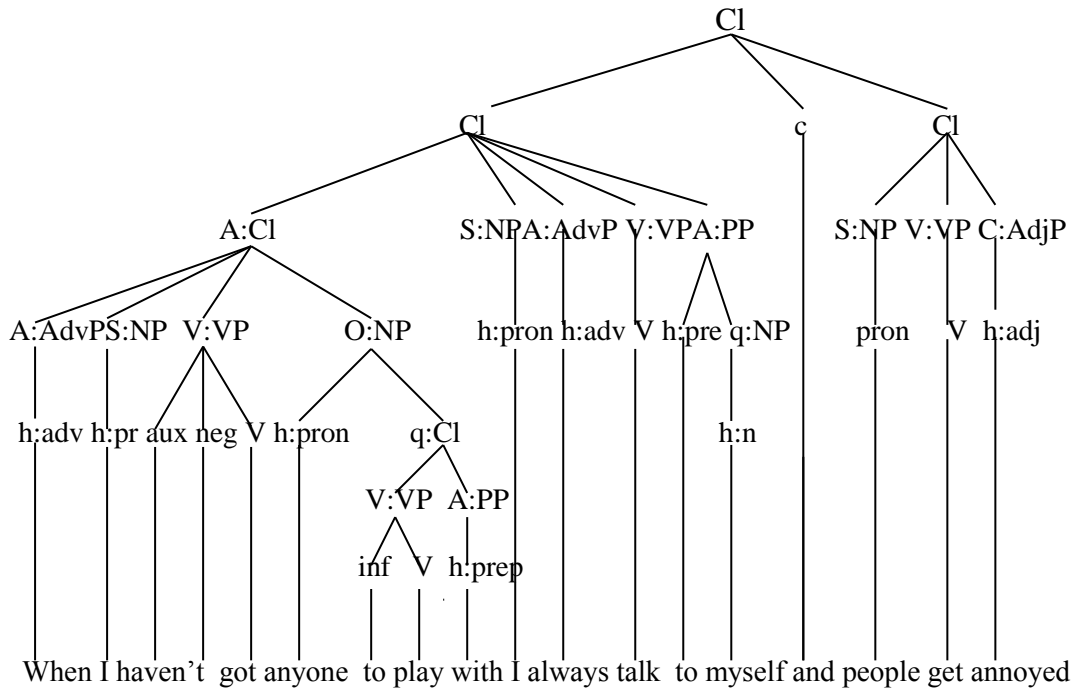 Cl
Cl c Cl
A:Cl S:NPA:AdvP V:VPA:PP S:NP V:VP C:AdjP
A:AdvPS:NP V:VP O:NP h:pron h:adv V h:pre q:NP pron V h:adj
h:adv h:pr aux neg V h:pron q:Cl h:n
V:VP A:PP
inf V h:prep
When I haven’t got anyone to play with I always talk to myself and people get annoyed